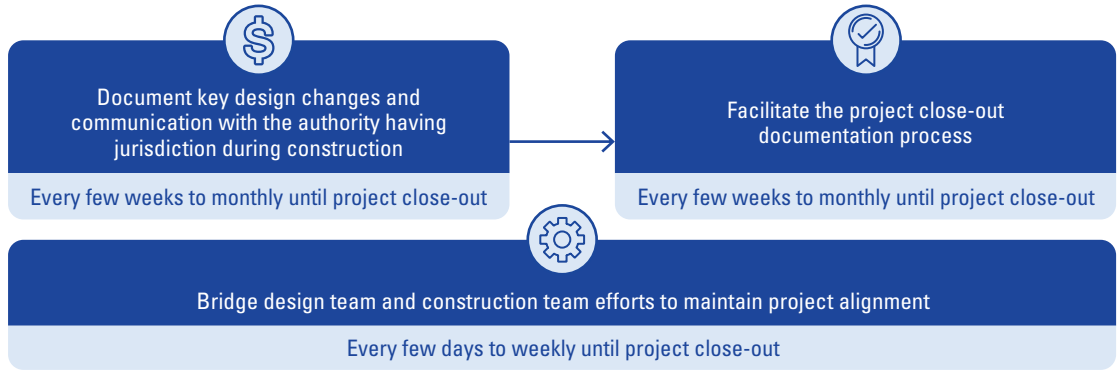 Document key design changes and
communication with the authority having
jurisdiction during construction
Every few weeks to monthly until project close-out
Facilitate the project close-out
documentation process
Every few weeks to monthly until project close-out
Bridge design team and construction team efforts to maintain project alignment
Every few days to weekly until project close-out